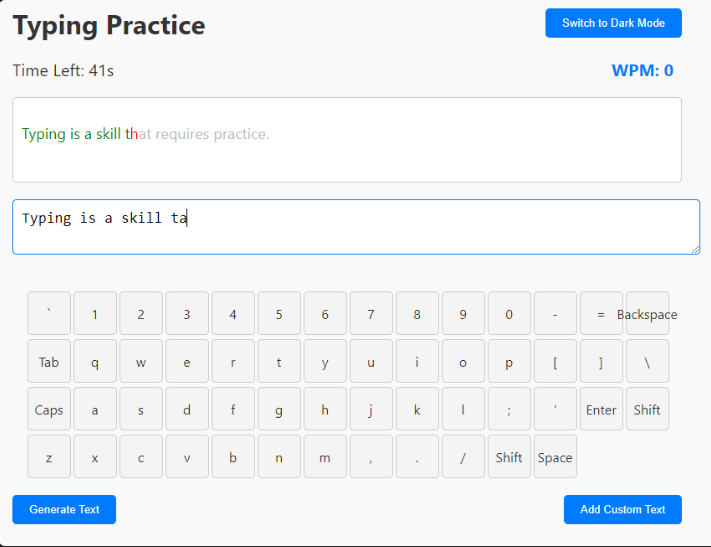 Typing Practice
Switch to Dark Mode
Time Left: 41s
WPM: 0
Typing is a skill that requires practice.
Typing is a skill ta
` 1 2 3 4 5 6 7 8 9 0 - = Backspace
Tab q w e r t y u i o p [ ] \
Caps a s d f g h j k l ; ' Enter Shift
z x c v b n m , . / Shift Space
Generate Text
Add Custom Text